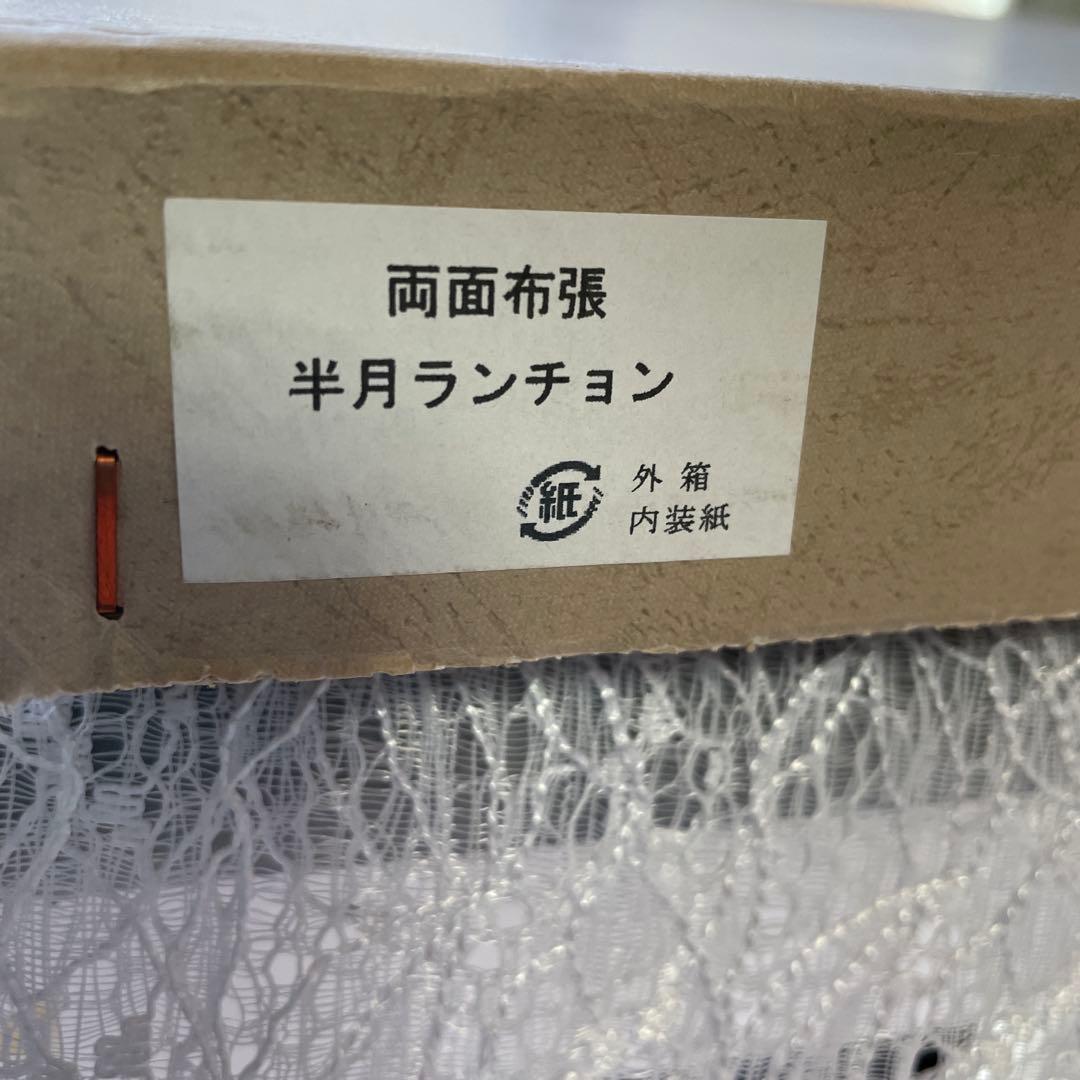 両面布張
半月ランチョン
紙 外箱
内装紙